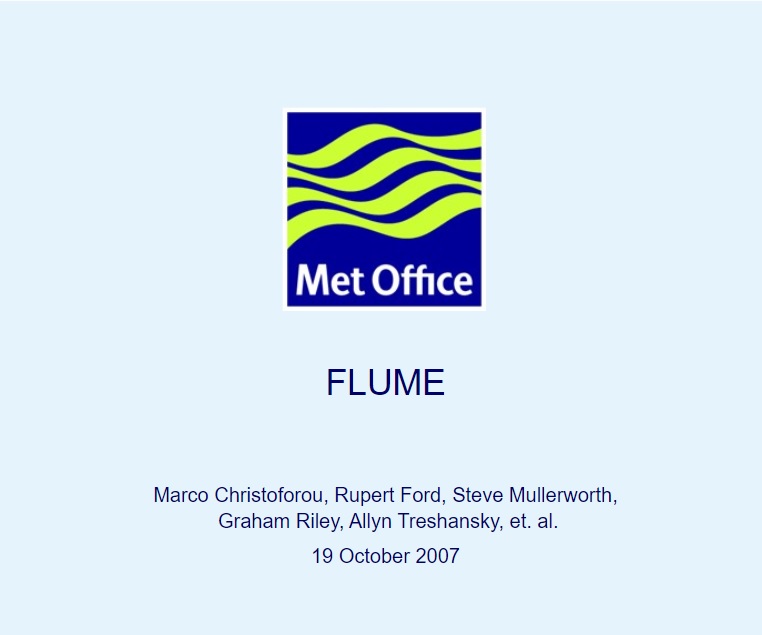 Met Office
FLUME
Marco Christoforou, Rupert Ford, Steve Mullerworth,
Graham Riley, Allyn Treshansky, et. al.
19 October 2007